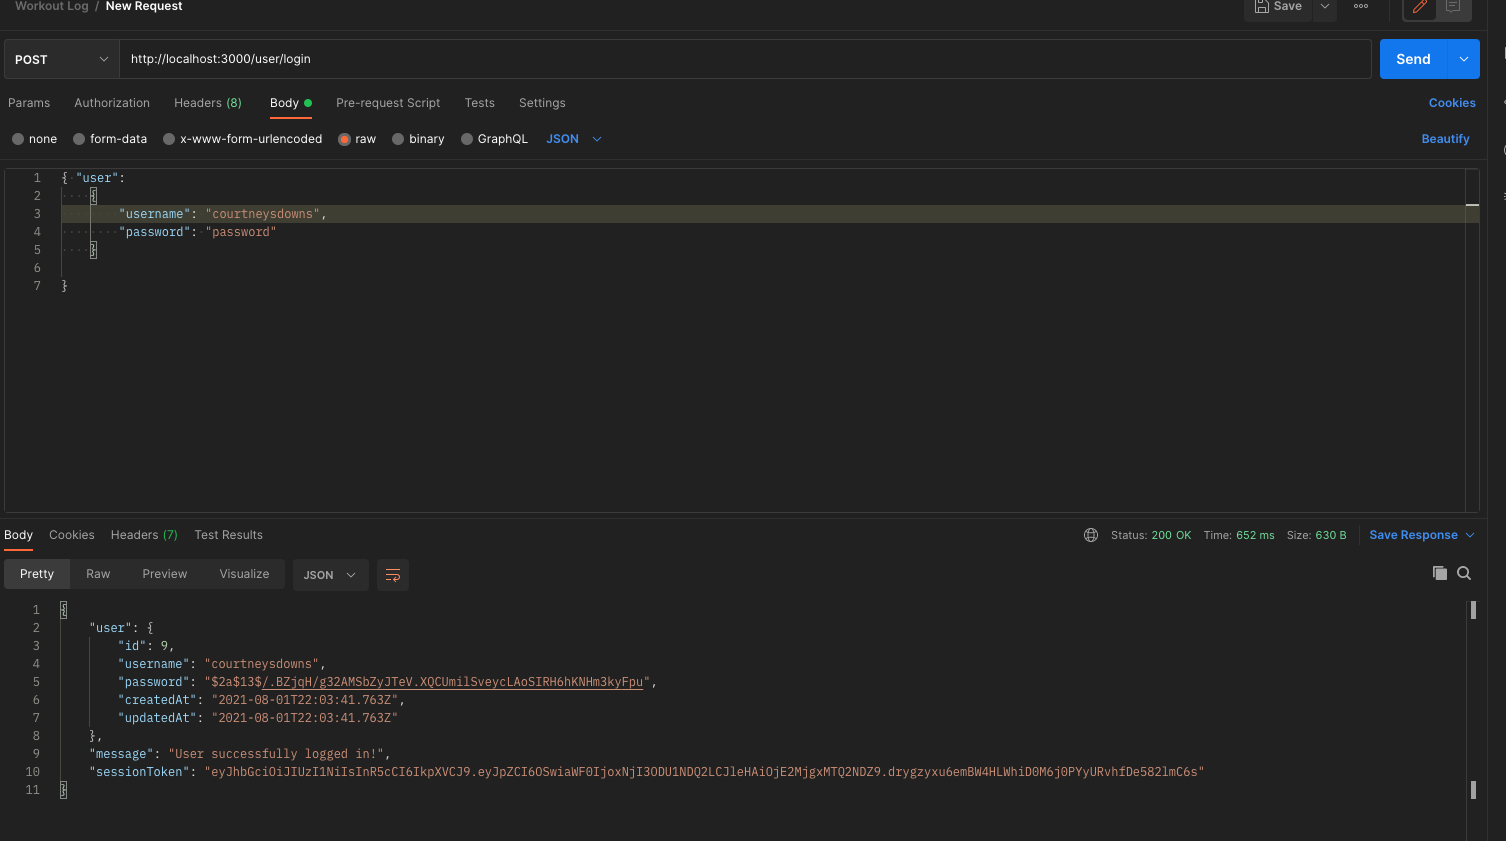 Workout Log / New Request
Save
POST http://localhost:3000/user/login Send
Params Authorization Headers (8) Body Pre-request Script Tests Settings Cookies
none form-data x-www-form-urlencoded raw binary GraphQL JSON Beautify
1 { "user":
2 {
3 "username": "courtneysdowns",
4 "password": "password"
5 }
6
7 }
Body Cookies Headers (7) Test Results Status: 200 OK Time: 652 ms Size: 630 B Save Response
Pretty Raw Preview Visualize JSON
1 {
2 "user": {
3 "id": 9,
4 "username": "courtneysdowns",
5 "password": "$2a$13$/.BZjqH/g32AMSbZyJTeV.XQCUmilSveycLAoSIRH6hKNHm3kyFpu",
6 "createdAt": "2021-08-01T22:03:41.763Z",
7 "updatedAt": "2021-08-01T22:03:41.763Z"
8 },
9 "message": "User successfully logged in!",
10 "sessionToken": "eyJhbGciOiJIUzI1NiIsInR5cCI6IkpXVCJ9.eyJpZCI6OSwiaWF0IjoxNjI3ODU1NDQ2LCJleHAiOjE2MjgxMTQ2NDZ9.drygzyxu6emBW4HLWhiD0M6j0PYyURvhfDe582lmC6s"
11 }